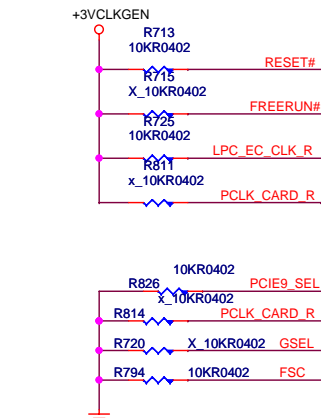 +3VCLKGEN
R713
10KR0402
RESET#
R715
X_10KR0402
FREERUN#
R725
10KR0402
LPC_EC_CLK_R
R811
x_10KR0402
PCLK_CARD_R
10KR0402
R826
PCIE9_SEL
x_10KR0402
R814
PCLK_CARD_R
R720
X_10KR0402
GSEL
R794
10KR0402
FSC